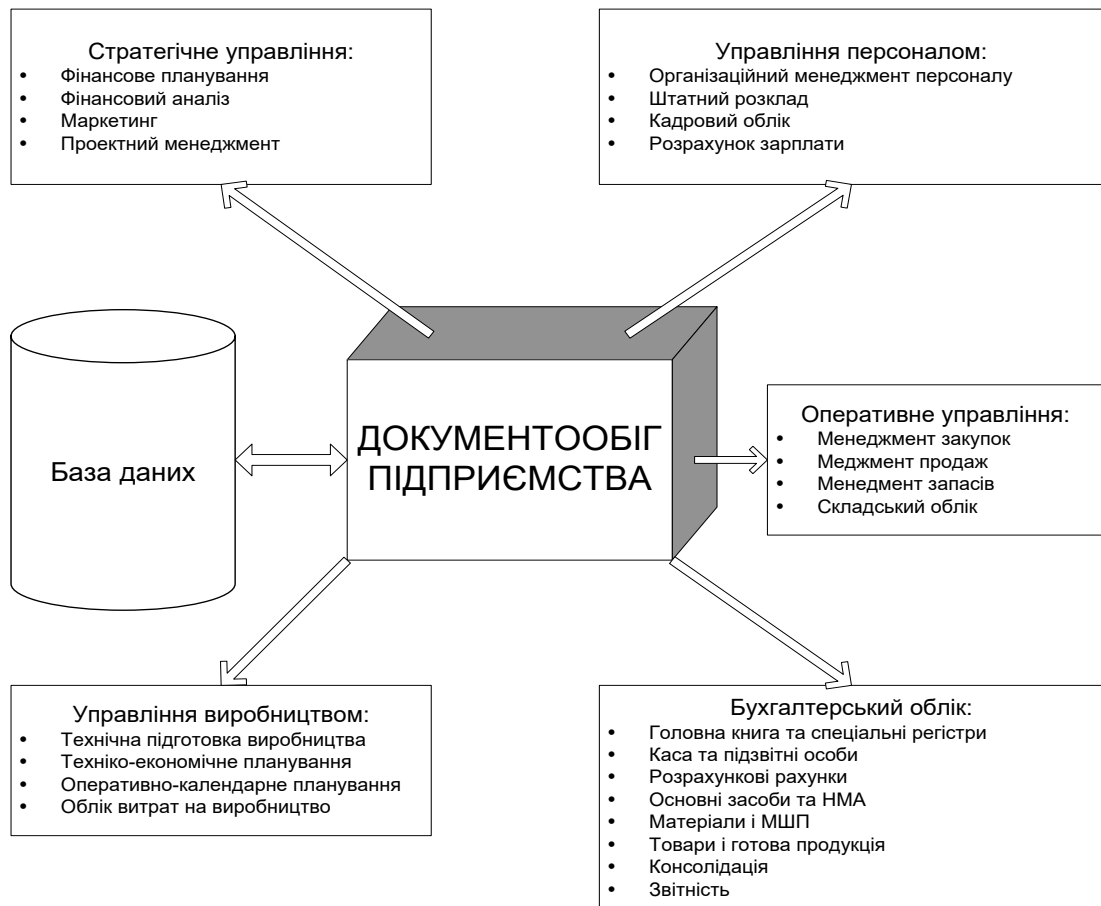 Стратегічне управління:
• Фінансове планування
• Фінансовий аналіз
• Маркетинг
• Проектний менеджмент
Управління персоналом:
• Організаційний менеджмент персоналу
• Штатний розклад
• Кадровий облік
• Розрахунок зарплати
База даних
ДОКУМЕНТООБІГ
ПІДПРИЄМСТВА
Оперативне управління:
• Менеджмент закупок
• Меджмент продаж
• Менедмент запасів
• Складський облік
Управління виробництвом:
• Технічна підготовка виробництва
• Техніко-економічне планування
• Оперативно-календарне планування
• Облік витрат на виробництво
Бухгалтерський облік:
• Головна книга та спеціальні регістри
• Каса та підзвітні особи
• Розрахункові рахунки
• Основні засоби та НМА
• Матеріали і МШП
• Товари і готова продукція
• Консолідація
• Звітність